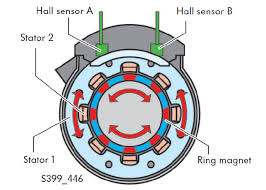 Hall sensor A
Hall sensor B
Stator 2
Stator 1
Ring magnet
S399_446